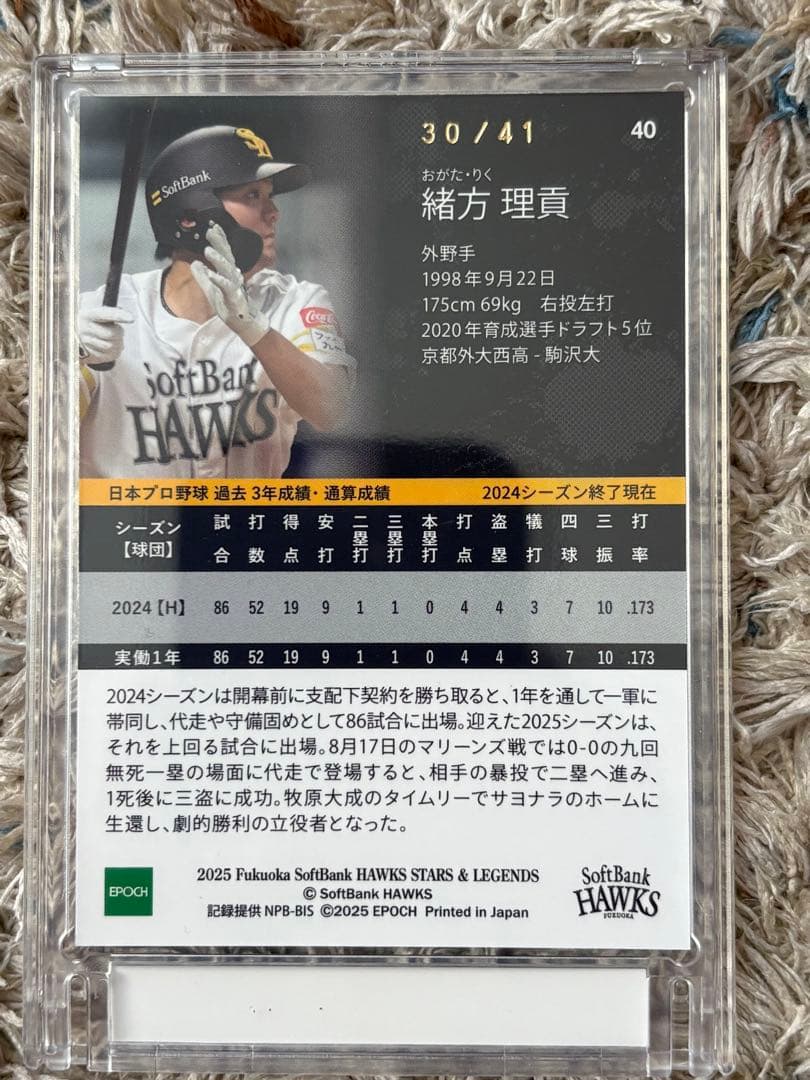 30/41
40
おがた・りく
緒方 理貢
外野手
1998年9月22日
175cm 69kg 右投左打
2020年育成選手ドラフト5位
京都外大西高 - 駒沢大
SoftBank
Coca-Co
SoftBank
HAWKS
日本プロ野球 過去 3年成績・通算成績 2024シーズン終了現在
シーズン【球団】 試合 打数 得点 安打 二塁打 三塁打 本塁打 打点 盗塁 犠打 四球 三振 打率
2024【H】 86 52 19 9 1 1 0 4 4 3 7 10 .173
実働1年 86 52 19 9 1 1 0 4 4 3 7 10 .173
2024シーズンは開幕前に支配下契約を勝ち取ると、1年を通して一軍に
帯同し、代走や守備固めとして86試合に出場。迎えた2025シーズンは、
それを上回る試合に出場。8月17日のマリーンズ戦では0-0の九回
無死一塁の場面に代走で登場すると、相手の暴投で二塁へ進み、
1死後に三盗に成功。牧原大成のタイムリーでサヨナラのホームに
生還し、劇的勝利の立役者となった。
EPOCH
2025 Fukuoka SoftBank HAWKS STARS & LEGENDS
© SoftBank HAWKS
記録提供 NPB-BIS ©2025 EPOCH Printed in Japan
SoftBank
HAWKS
FUKUOKA